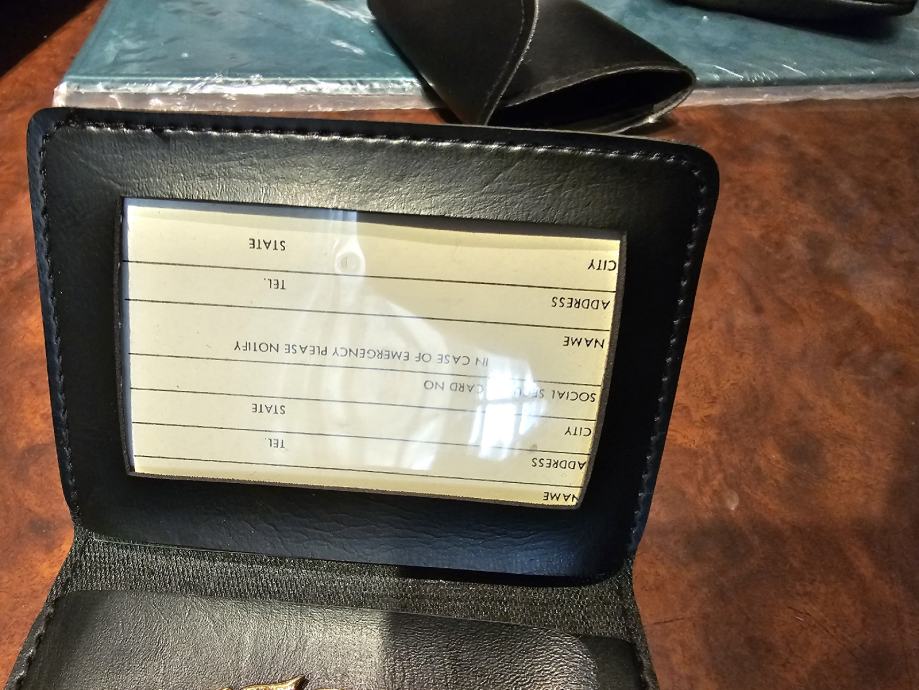 NAME
ADDRESS TEL.
CITY STATE
SOCIAL CARD NO
IN CASE OF EMERGENCY PLEASE NOTIFY
NAME
ADDRESS TEL.
CITY STATE